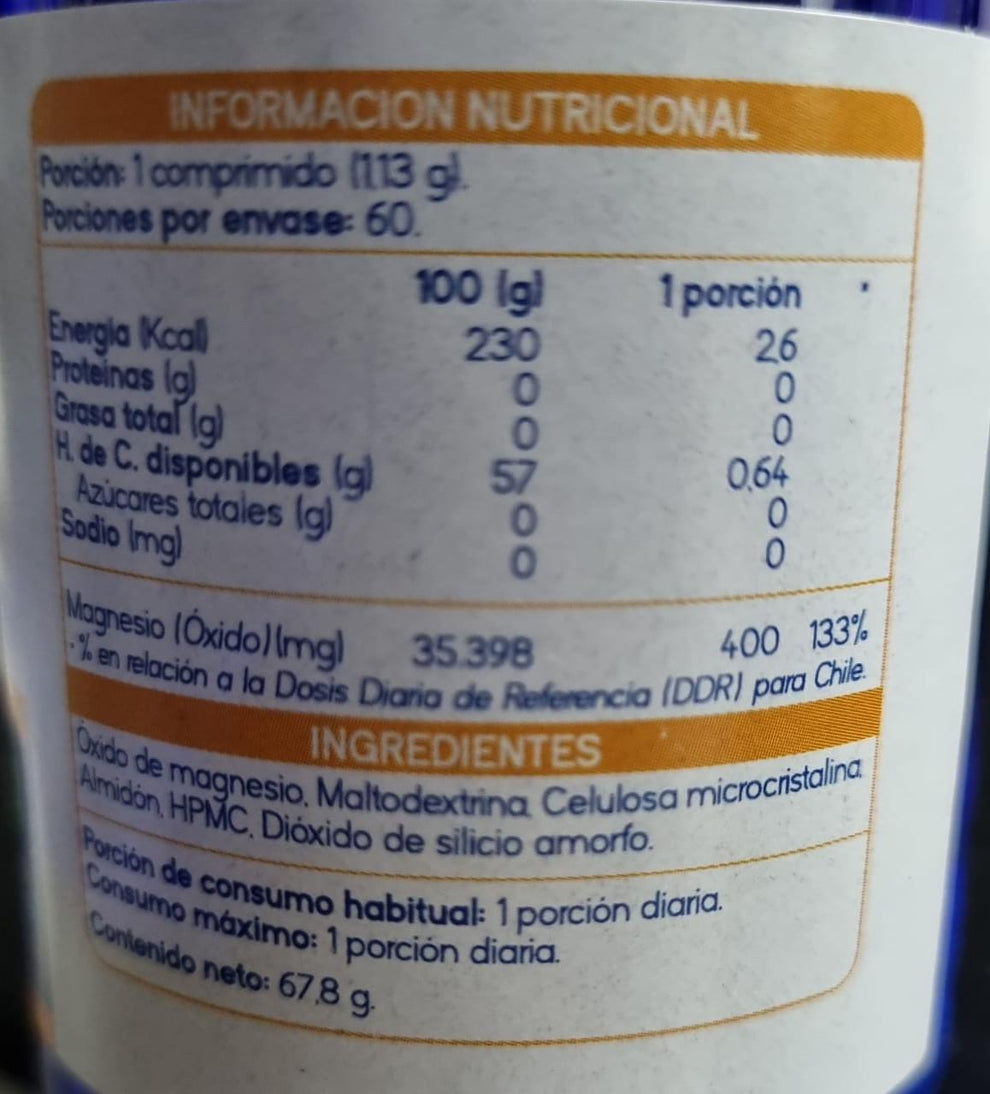 INFORMACION NUTRICIONAL
Porción: 1 comprimido (1,13 g).
Porciones por envase: 60.
100 (g) 1 porción *
Energía (Kcal) 230 26
Proteínas (g) 0 0
Grasa total (g) 0 0
H. de C. disponibles (g) 57 0,64
Azúcares totales (g) 0 0
Sodio (mg) 0 0
Magnesio (Óxido) (mg) 35.398 400 133%
*% en relación a la Dosis Diaria de Referencia (DDR) para Chile.
INGREDIENTES
Óxido de magnesio, Maltodextrina, Celulosa microcristalina,
Almidón, HPMC, Dióxido de silicio amorfo.
Porción de consumo habitual: 1 porción diaria.
Consumo máximo: 1 porción diaria.
Contenido neto: 67,8 g.